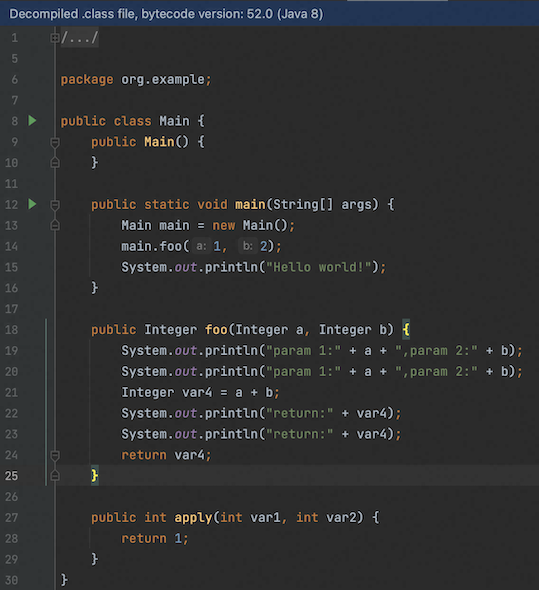 Decompiled .class file, bytecode version: 52.0 (Java 8)
1 /.../
5
6 package org.example;
7
8 public class Main {
9 public Main() {
10 }
11
12 public static void main(String[] args) {
13 Main main = new Main();
14 main.foo( a: 1, b: 2);
15 System.out.println("Hello world!");
16 }
17
18 public Integer foo(Integer a, Integer b) {
19 System.out.println("param 1:" + a + ",param 2:" + b);
20 System.out.println("param 1:" + a + ",param 2:" + b);
21 Integer var4 = a + b;
22 System.out.println("return:" + var4);
23 System.out.println("return:" + var4);
24 return var4;
25 }
26
27 public int apply(int var1, int var2) {
28 return 1;
29 }
30 }